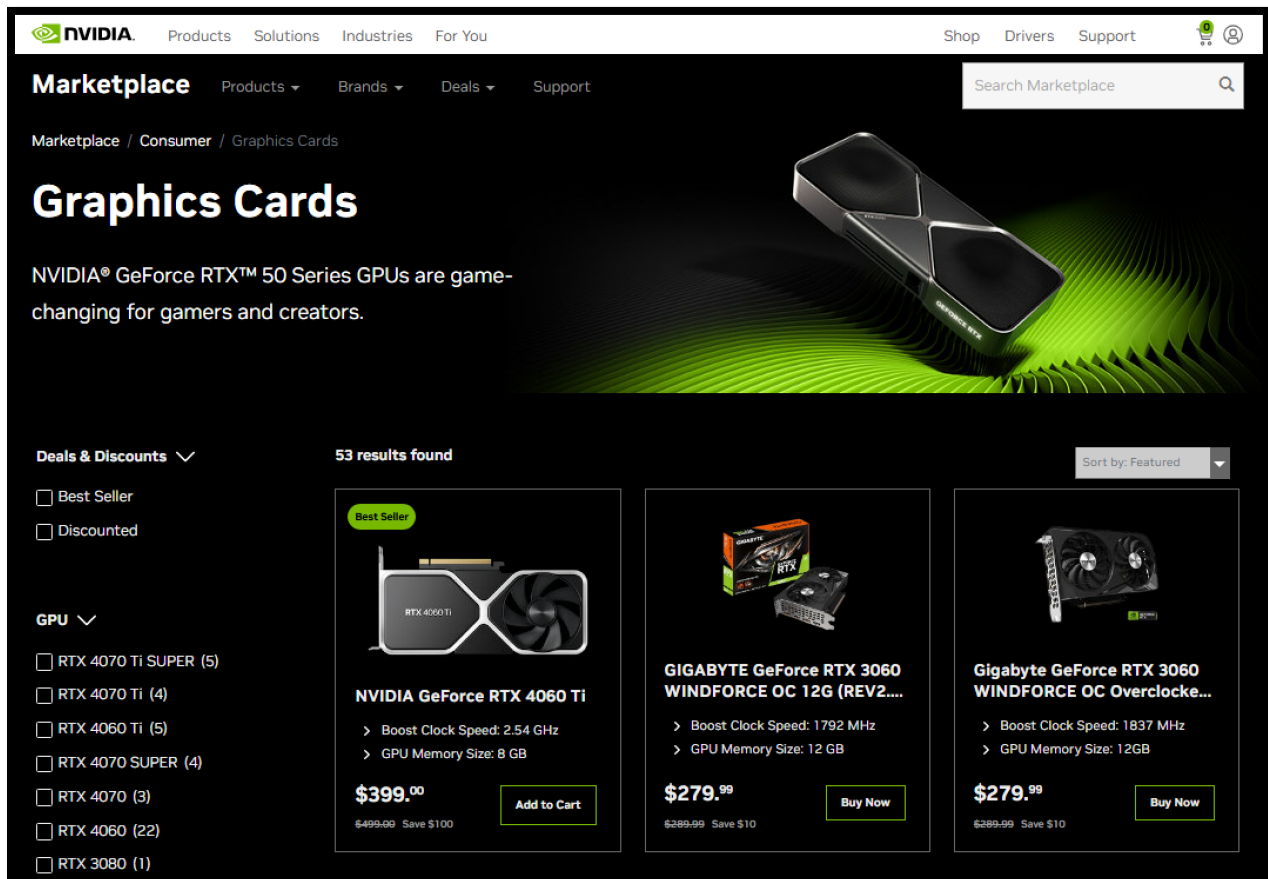 NVIDIA.
Products Solutions Industries For You
Shop Drivers Support
0
Marketplace
Products Brands Deals Support
Search Marketplace
Marketplace / Consumer / Graphics Cards
Graphics Cards
NVIDIA® GeForce RTX™ 50 Series GPUs are game-
changing for gamers and creators.
GEFORCE RTX
Deals & Discounts
Best Seller
Discounted
GPU
RTX 4070 Ti SUPER (5)
RTX 4070 Ti (4)
RTX 4060 Ti (5)
RTX 4070 SUPER (4)
RTX 4070 (3)
RTX 4060 (22)
RTX 3080 (1)
53 results found
Sort by: Featured
Best Seller
RTX 4060 Ti
NVIDIA GeForce RTX 4060 Ti
Boost Clock Speed: 2.54 GHz
GPU Memory Size: 8 GB
$399.00
$499.00 Save $100
Add to Cart
GIGABYTE
RTX
GIGABYTE GeForce RTX 3060
WINDFORCE OC 12G (REV2....
Boost Clock Speed: 1792 MHz
GPU Memory Size: 12 GB
$279.99
$289.99 Save $10
Buy Now
Gigabyte GeForce RTX 3060
WINDFORCE OC Overclocke...
Boost Clock Speed: 1837 MHz
GPU Memory Size: 12GB
$279.99
$289.99 Save $10
Buy Now